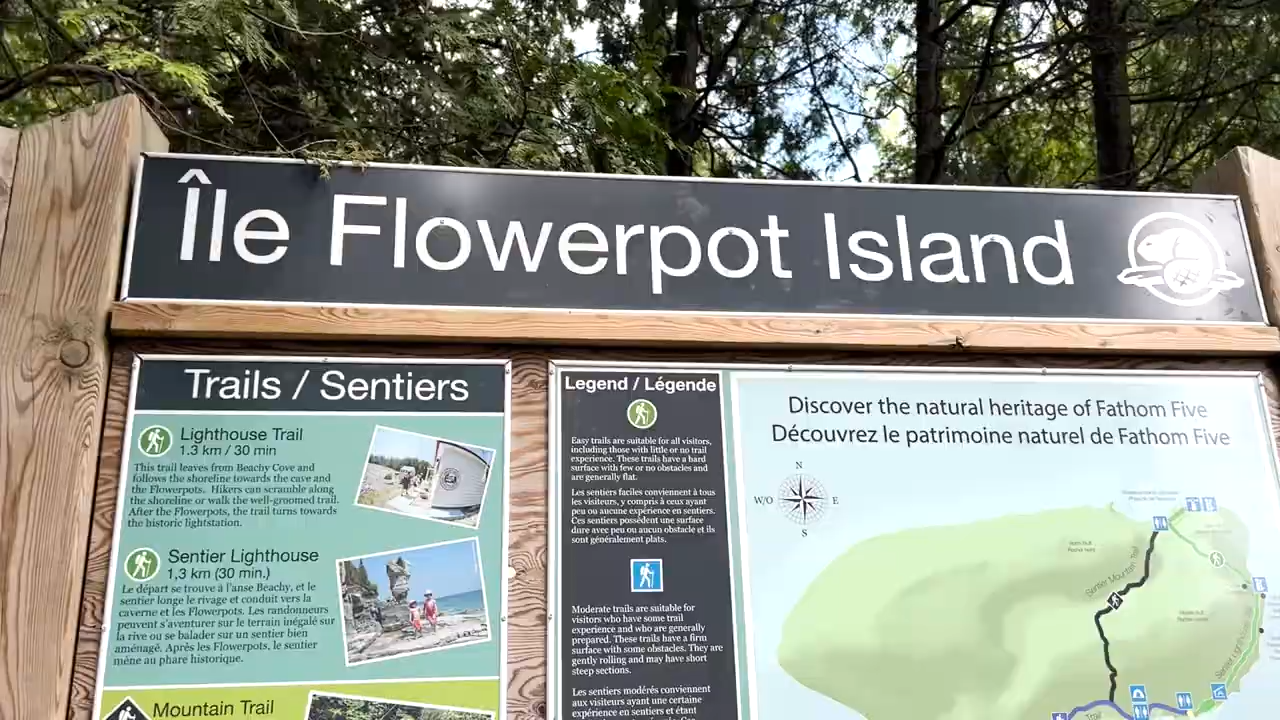 Île Flowerpot Island
Trails / Sentiers
Lighthouse Trail
1.3 km / 30 min
This trail leaves from Beachy Cove and
follows the shoreline towards the cave and
the Flowerpots. Hikers can scramble along
the shoreline or walk the well-groomed trail.
After the Flowerpots, the trail turns towards
the historic lightstation.
Sentier Lighthouse
1,3 km (30 min.)
Le départ se trouve à l'anse Beachy, et le
sentier longe le rivage et conduit vers la
caverne et les Flowerpots. Les randonneurs
peuvent s'aventurer sur le terrain inégalé sur
la rive ou se balader sur un sentier bien
aménagé. Après les Flowerpots, le sentier
mène au phare historique.
Mountain Trail
Legend / Légende
Easy trails are suitable for all visitors,
including those with little or no trail
experience. These trails have a hard
surface with few or no obstacles and
are generally flat.
Les sentiers faciles conviennent à tous
les visiteurs, y compris à ceux ayant
peu ou aucune expérience en sentiers.
Ces sentiers possèdent une surface
dure avec peu ou aucun obstacle et ils
sont généralement plats.
Moderate trails are suitable for
visitors who have some trail
experience and who are generally
prepared. These trails have a firm
surface with some obstacles. They are
gently rolling and may have short
steep sections.
Les sentiers modérés conviennent
aux visiteurs ayant une certaine
expérience en sentiers et étant
Discover the natural heritage of Fathom Five
Découvrez le patrimoine naturel de Fathom Five
N
W/O
E
S
Sentier Mountain Trail
Trail